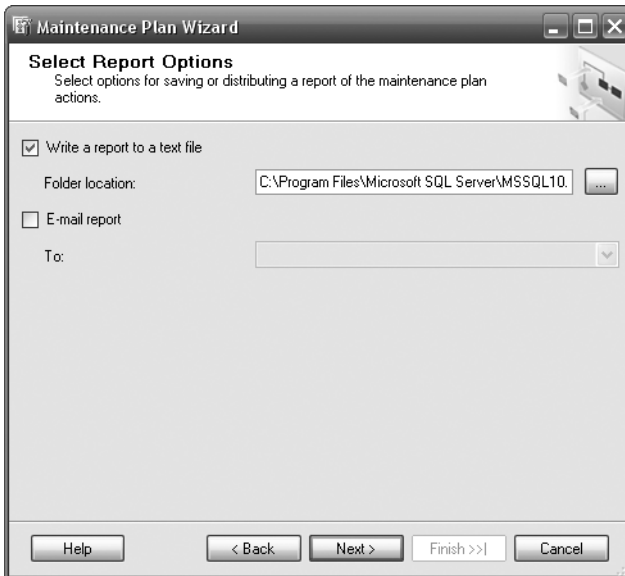 Maintenance Plan Wizard
Select Report Options
Select options for saving or distributing a report of the maintenance plan
actions.
Write a report to a text file
Folder location: C:\Program Files\Microsoft SQL Server\MSSQL10. ...
E-mail report
To:
Help < Back Next > Finish >>| Cancel